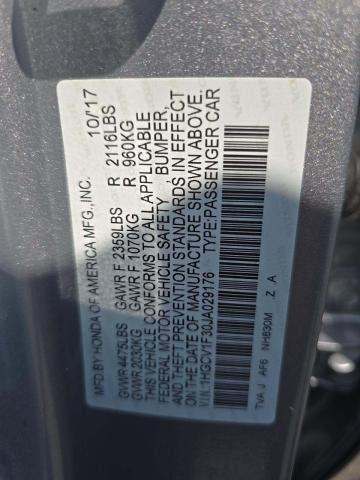 MFD.BY HONDA OF AMERICA MFG.,INC. 10/'17
GVWR 4475LBS GAWR F 2359LBS R 2116LBS
GVWR 2030KG GAWR F 1070KG R 960KG
THIS VEHICLE CONFORMS TO ALL APPLICABLE
FEDERAL MOTOR VEHICLE SAFETY, BUMPER,
AND THEFT PREVENTION STANDARDS IN EFFECT
ON THE DATE OF MANUFACTURE SHOWN ABOVE.
V.I.N.:1HGCV1F30JA029176 TYPE:PASSENGER CAR
TVA J AF6 NH830M Z A